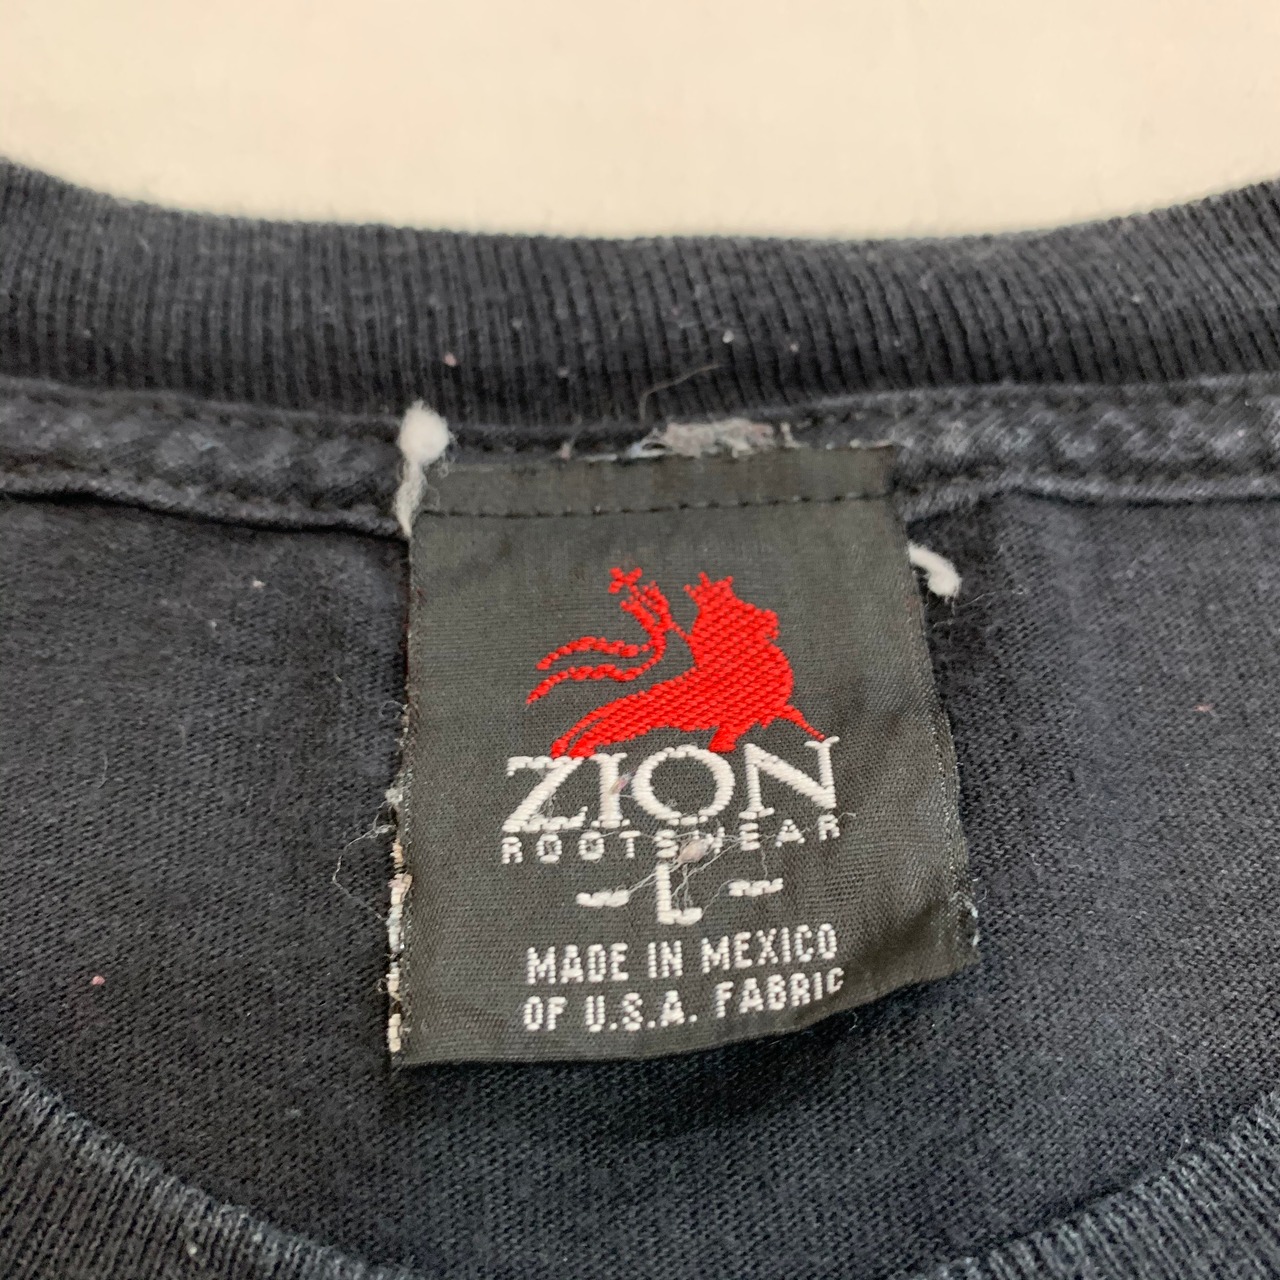 ZION
ROOTSWEAR
- L -
MADE IN MEXICO
OF U.S.A. FABRIC